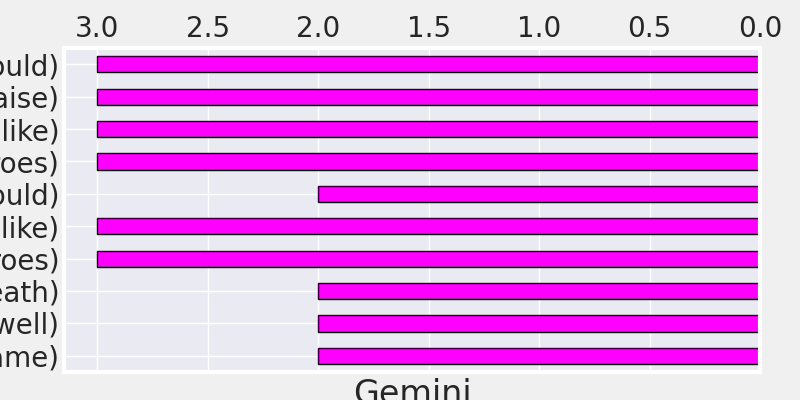 3.0 2.5 2.0 1.5 1.0 0.5 0.0
ould)
aise)
like)
oes)
ould)
like)
oes)
eath)
well)
ame)
Gemini